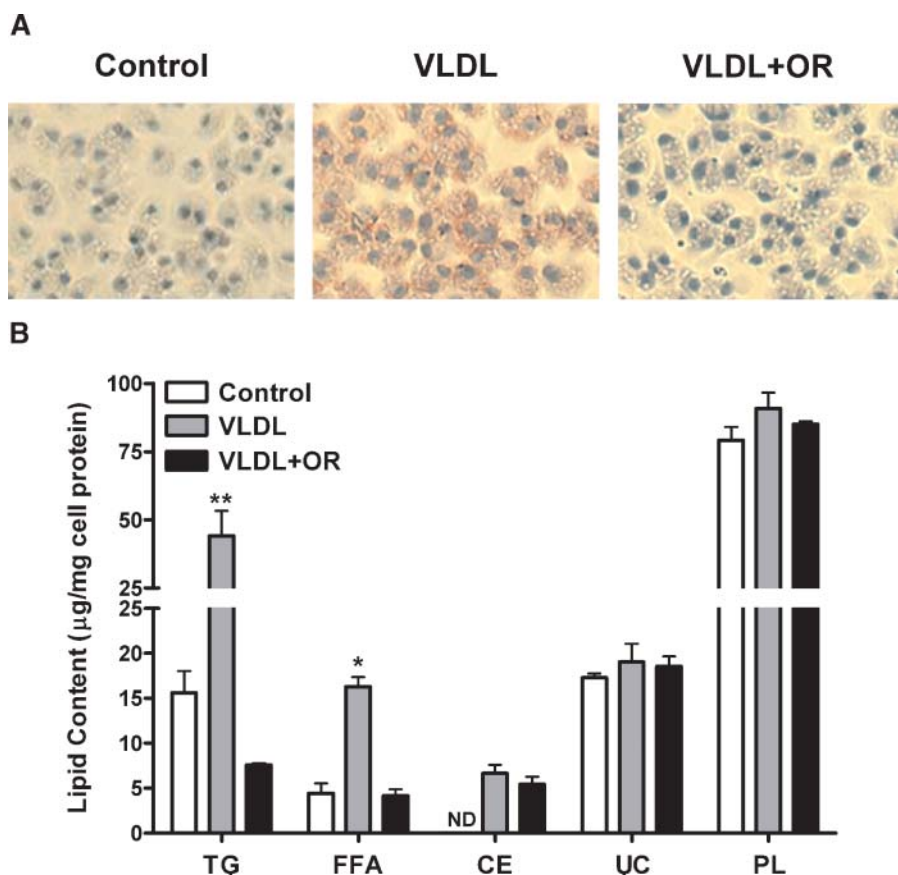 A
Control
VLDL
VLDL+OR
B
Lipid Content (μg/mg cell protein)
100
75
50
25
25
20
15
10
5
0
Control
VLDL
VLDL+OR
**
*
ND
TG
FFA
CE
UC
PL